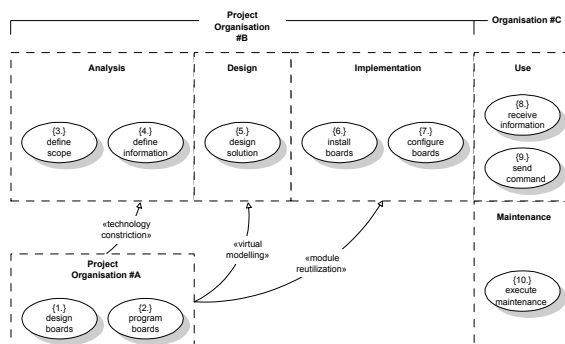 Project
Organisation
#B
Organisation #C
Analysis
Design
Implementation
Use
{3.}
define
scope
{4.}
define
information
{5.}
design
solution
{6.}
install
boards
{7.}
configure
boards
{8.}
receive
information
{9.}
send
command
«technology
constriction»
«virtual
modelling»
«module
reutilization»
Maintenance
{10.}
execute
maintenance
Project
Organisation #A
{1.}
design
boards
{2.}
program
boards